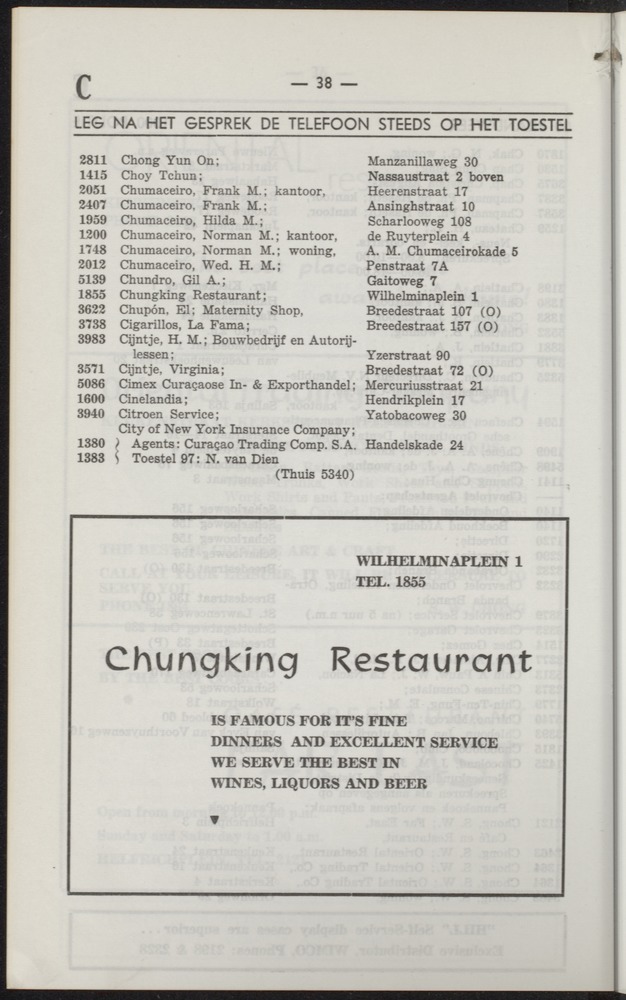 C
— 38 —
LEG NA HET GESPREK DE TELEFOON STEEDS OP HET TOESTEL
2811 Chong Yun On; Manzanillaweg 30
1415 Choy Tchun; Nassaustraat 2 boven
2051 Chumaceiro, Frank M.; kantoor, Heerenstraat 17
2407 Chumaceiro, Frank M.; Ansinghstraat 10
1959 Chumaceiro, Hilda M.; Scharlooweg 108
1200 Chumaceiro, Norman M.; kantoor, de Ruyterplein 4
1748 Chumaceiro, Norman M.; woning, A. M. Chumaceirokade 5
2012 Chumaceiro, Wed. H. M.; Penstraat 7A
5139 Chundro, Gil A.; Gaitoweg 7
1855 Chungking Restaurant; Wilhelminaplein 1
3622 Chupón, El; Maternity Shop, Breedestraat 107 (O)
3738 Cigarillos, La Fama; Breedestraat 157 (O)
3983 Cijntje, H. M.; Bouwbedrijf en Autorij-
lessen; Yzerstraat 90
3571 Cijntje, Virginia; Breedestraat 72 (O)
5086 Cimex Curaçaose In- & Exporthandel; Mercuriusstraat 21
1600 Cinelandia; Hendrikplein 17
3940 Citroen Service; Yatobacoweg 30
City of New York Insurance Company;
1380 } Agents: Curaçao Trading Comp. S.A. Handelskade 24
1383 } Toestel 97: N. van Dien
(Thuis 5340)
WILHELMINAPLEIN 1
TEL. 1855
Chungking Restaurant
IS FAMOUS FOR IT'S FINE
DINNERS AND EXCELLENT SERVICE
WE SERVE THE BEST IN
WINES, LIQUORS AND BEER